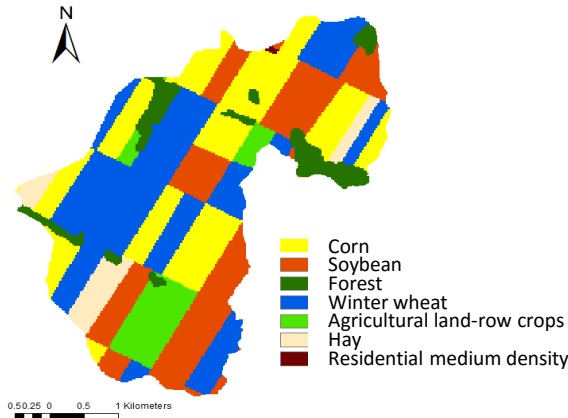 N
Corn
Soybean
Forest
Winter wheat
Agricultural land-row crops
Hay
Residential medium density
0.5 0.25 0 0.5 1 Kilometers